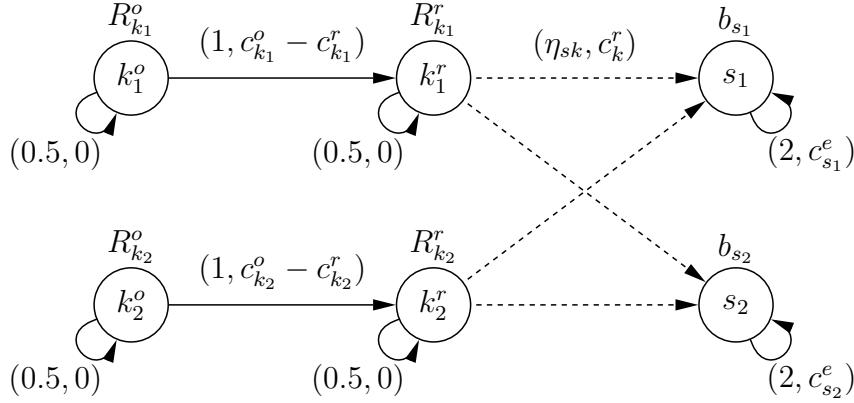 R^o_{k_1} R^r_{k_1} b_{s_1}
(1, c^o_{k_1} − c^r_{k_1}) (η_{sk}, c^r_k)
k^o_1 k^r_1 s_1
(0.5, 0) (0.5, 0) (2, c^e_{s_1})
R^o_{k_2} R^r_{k_2} b_{s_2}
(1, c^o_{k_2} − c^r_{k_2})
k^o_2 k^r_2 s_2
(0.5, 0) (0.5, 0) (2, c^e_{s_2})